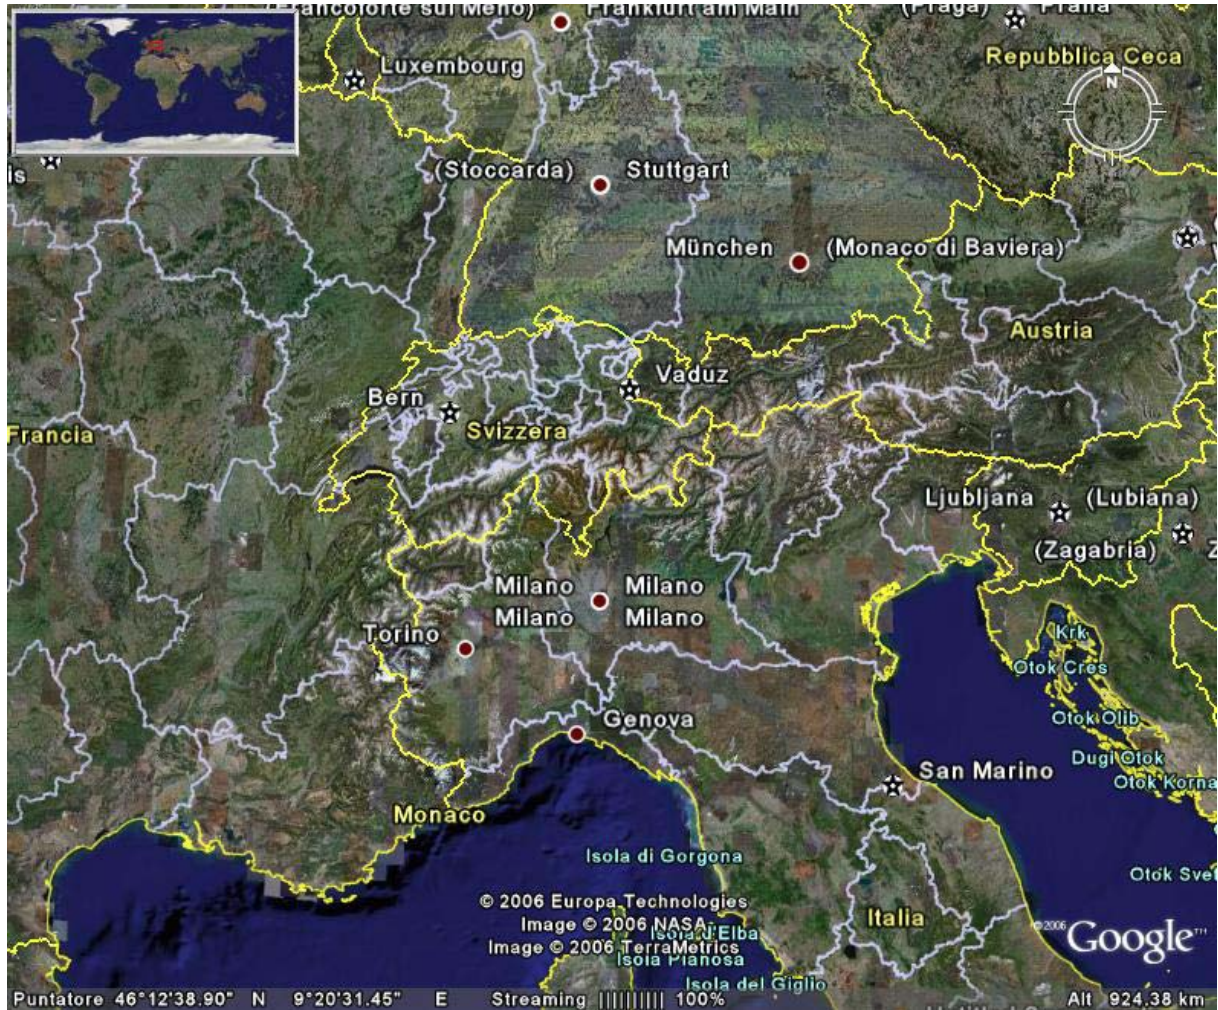 (Francoforte sul Meno) Frankfurt am Main
(Praga) Praha
Repubblica Ceca
N
Luxembourg
is
(Stoccarda) Stuttgart
München (Monaco di Baviera)
Austria
Vaduz
Bern
Svizzera
Francia
Ljubljana (Lubiana)
(Zagabria) Z
Milano Milano
Milano Milano
Torino
Krk
Otok Cres
Genova
Otok Olib
Dugi Otok
San Marino
Otok Korna
Monaco
Isola di Gorgona
Otok Svet
© 2006 Europa Technologies
Italia
Image © 2006 NASA
Isola d'Elba
© 2006 Google™
Image © 2006 TerraMetrics
Isola Pianosa
Isola del Giglio
Puntatore 46°12'38.90" N 9°20'31.45" E Streaming |||||||||| 100% Alt 924.38 km